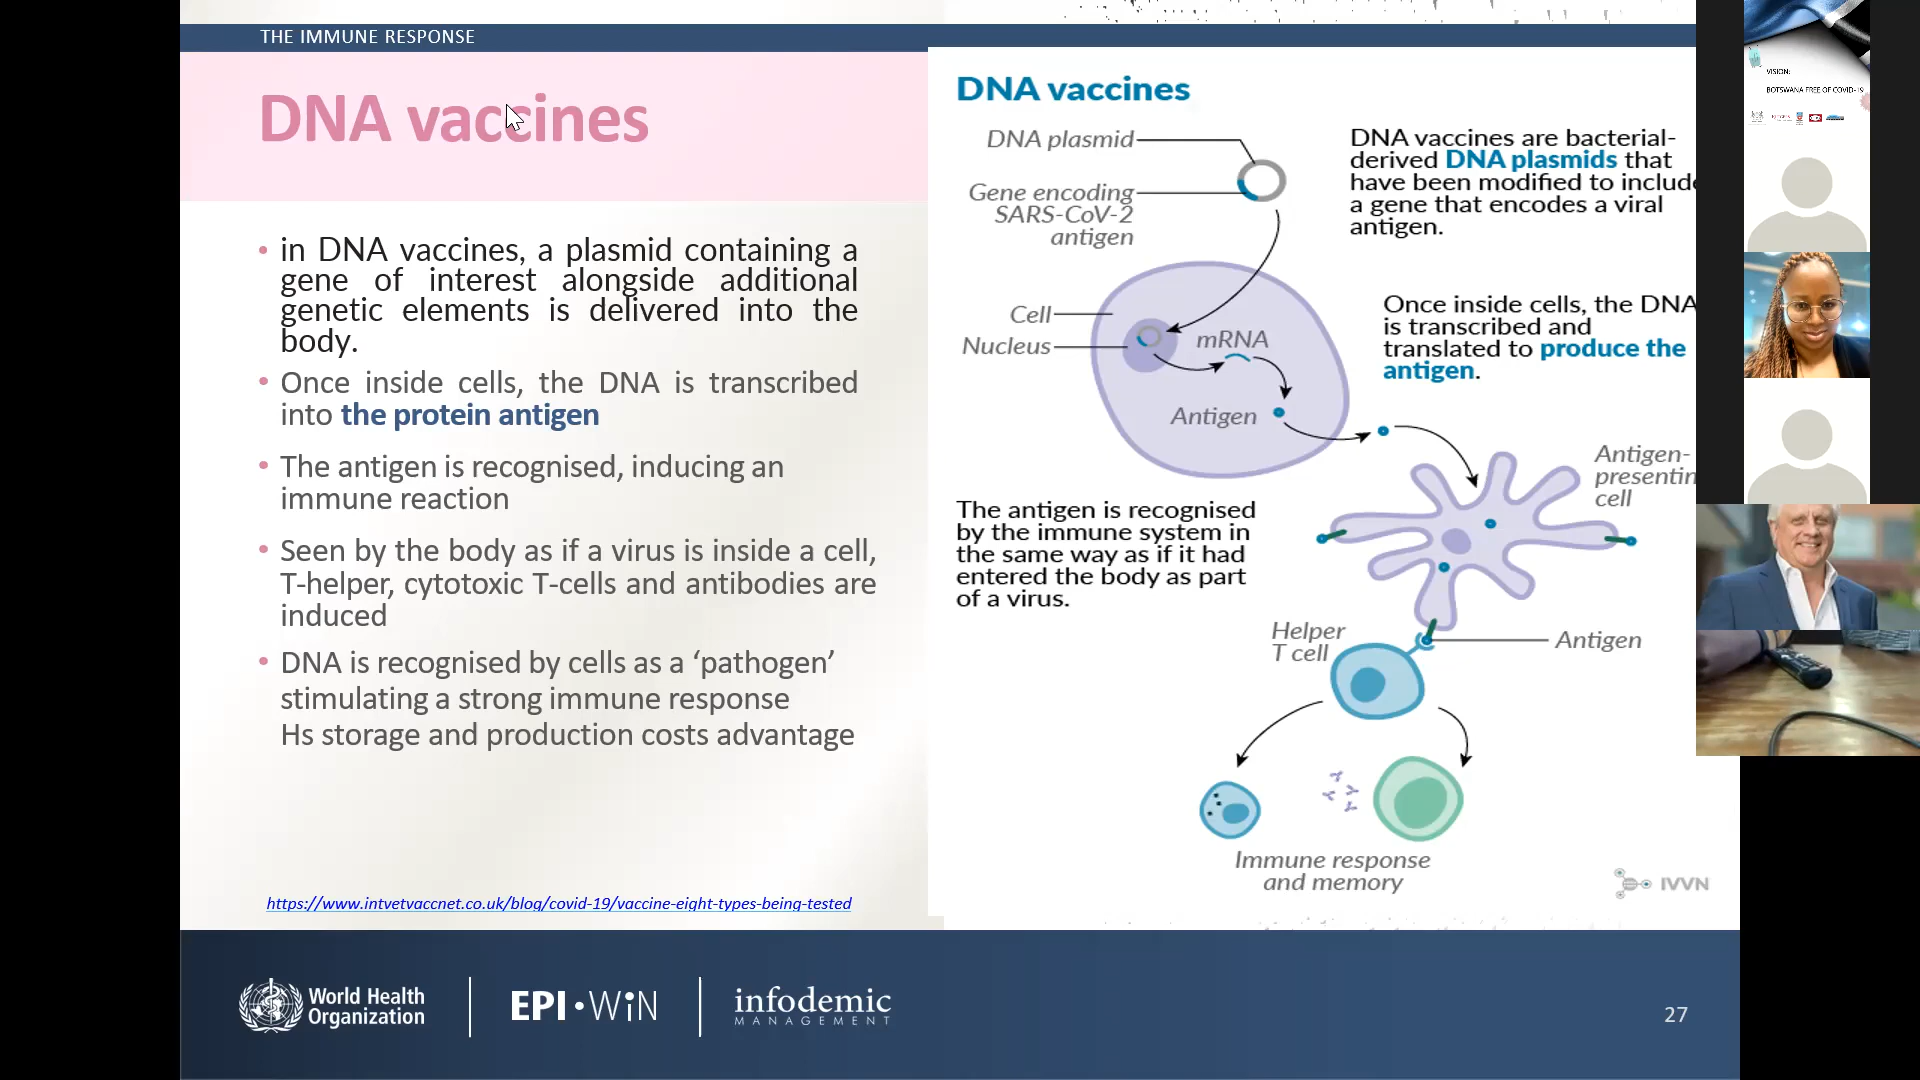 THE IMMUNE RESPONSE
DNA vaccines
• in DNA vaccines, a plasmid containing a
gene of interest alongside additional
genetic elements is delivered into the
body.
• Once inside cells, the DNA is transcribed
into the protein antigen
• The antigen is recognised, inducing an
immune reaction
• Seen by the body as if a virus is inside a cell,
T-helper, cytotoxic T-cells and antibodies are
induced
• DNA is recognised by cells as a ‘pathogen’
stimulating a strong immune response
Hs storage and production costs advantage
https://www.intvetvaccnet.co.uk/blog/covid-19/vaccine-eight-types-being-tested
DNA vaccines
DNA plasmid
Gene encoding
SARS-CoV-2
antigen
DNA vaccines are bacterial-
derived DNA plasmids that
have been modified to include
a gene that encodes a viral
antigen.
Cell
Nucleus
mRNA
Antigen
Once inside cells, the DNA
is transcribed and
translated to produce the
antigen.
Antigen-
presentin
cell
The antigen is recognised
by the immune system in
the same way as if it had
entered the body as part
of a virus.
Helper
T cell
Antigen
Immune response
and memory
IVVN
World Health
Organization
EPI•WiN
infodemic
MANAGEMENT
27
VISION:
BOTSWANA FREE OF COVID-19